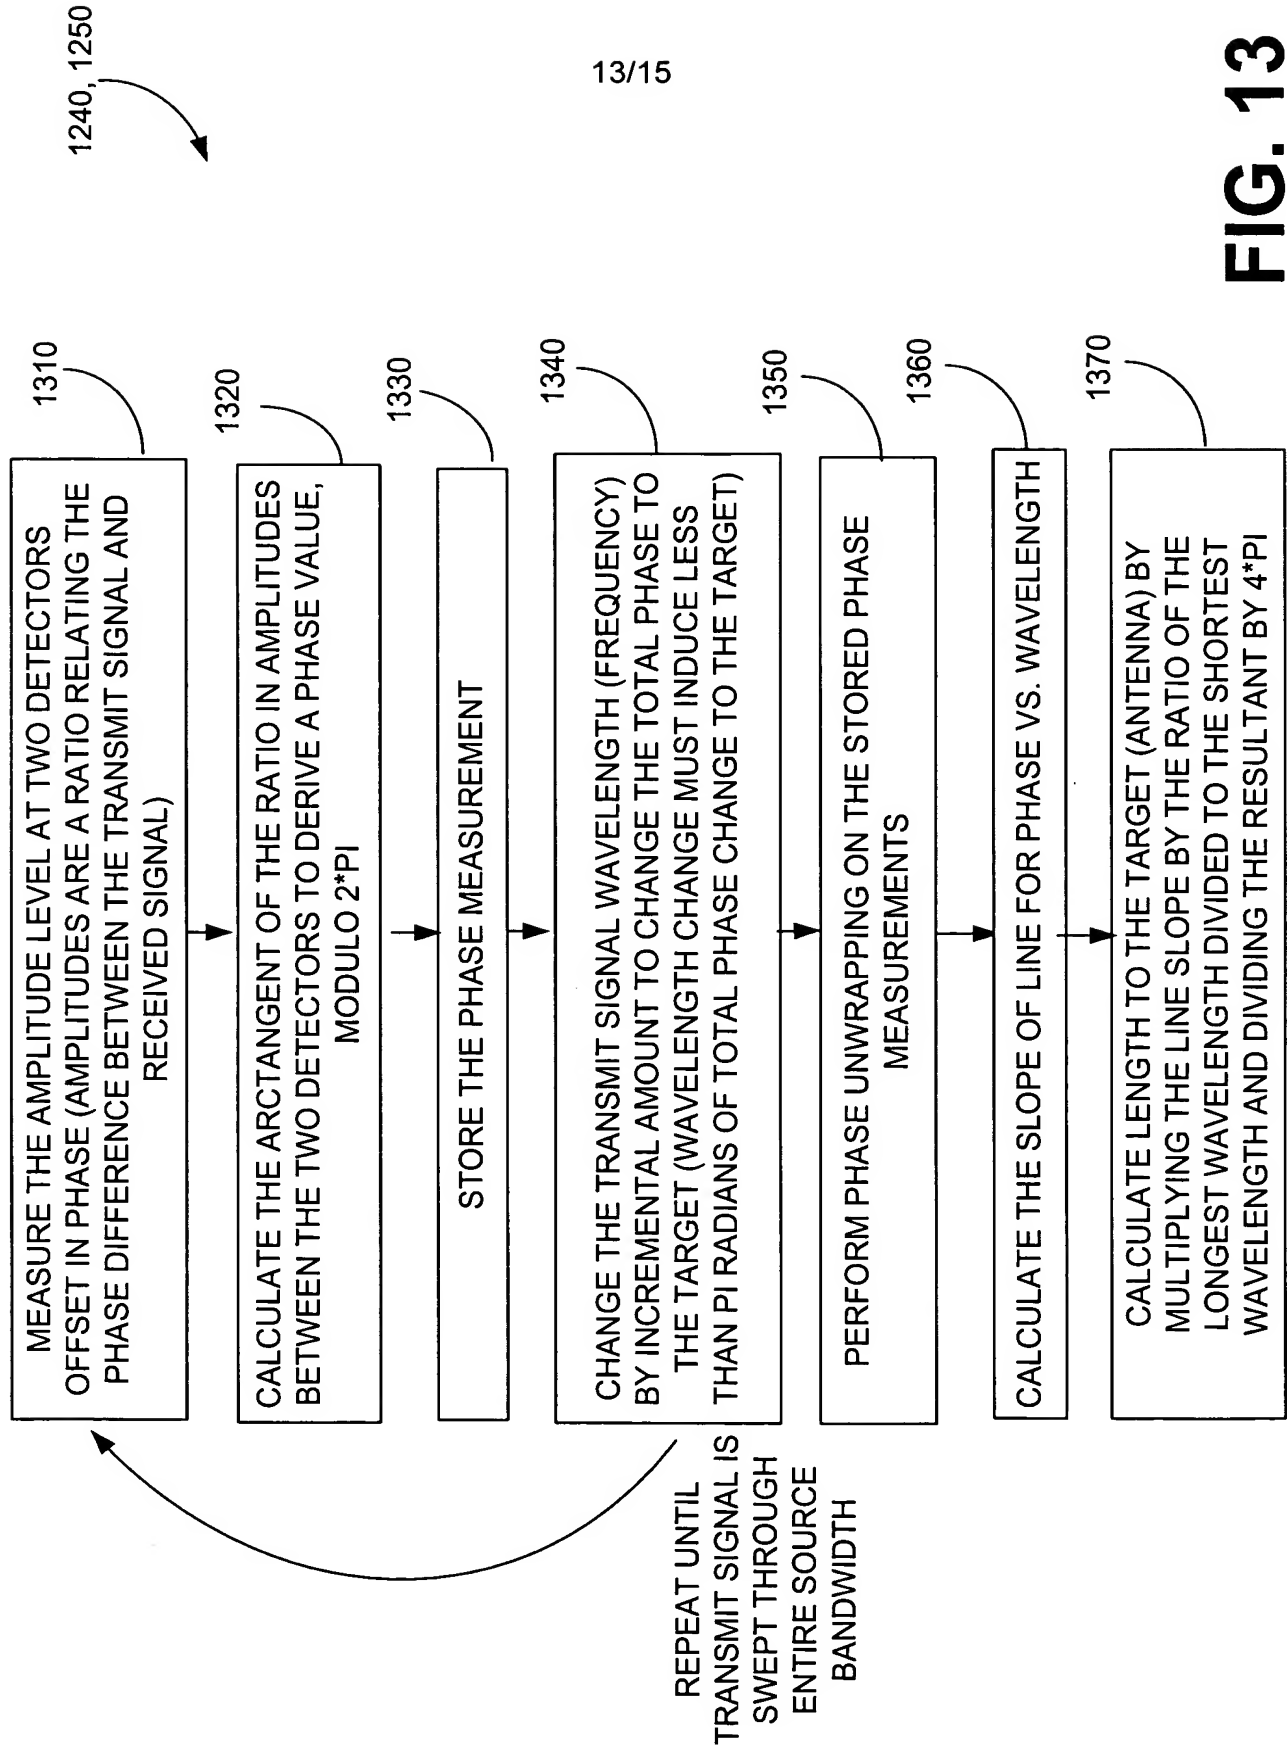 13/15
1240, 1250
MEASURE THE AMPLITUDE LEVEL AT TWO DETECTORS
OFFSET IN PHASE (AMPLITUDES ARE A RATIO RELATING THE
PHASE DIFFERENCE BETWEEN THE TRANSMIT SIGNAL AND
RECEIVED SIGNAL)
1310
CALCULATE THE ARCTANGENT OF THE RATIO IN AMPLITUDES
BETWEEN THE TWO DETECTORS TO DERIVE A PHASE VALUE,
MODULO 2*PI
1320
STORE THE PHASE MEASUREMENT
1330
CHANGE THE TRANSMIT SIGNAL WAVELENGTH (FREQUENCY)
BY INCREMENTAL AMOUNT TO CHANGE THE TOTAL PHASE TO
THE TARGET (WAVELENGTH CHANGE MUST INDUCE LESS
THAN PI RADIANS OF TOTAL PHASE CHANGE TO THE TARGET)
1340
REPEAT UNTIL
TRANSMIT SIGNAL IS
SWEPT THROUGH
ENTIRE SOURCE
BANDWIDTH
PERFORM PHASE UNWRAPPING ON THE STORED PHASE
MEASUREMENTS
1350
CALCULATE THE SLOPE OF LINE FOR PHASE VS. WAVELENGTH
1360
CALCULATE LENGTH TO THE TARGET (ANTENNA) BY
MULTIPLYING THE LINE SLOPE BY THE RATIO OF THE
LONGEST WAVELENGTH DIVIDED TO THE SHORTEST
WAVELENGTH AND DIVIDING THE RESULTANT BY 4*PI
1370
FIG. 13